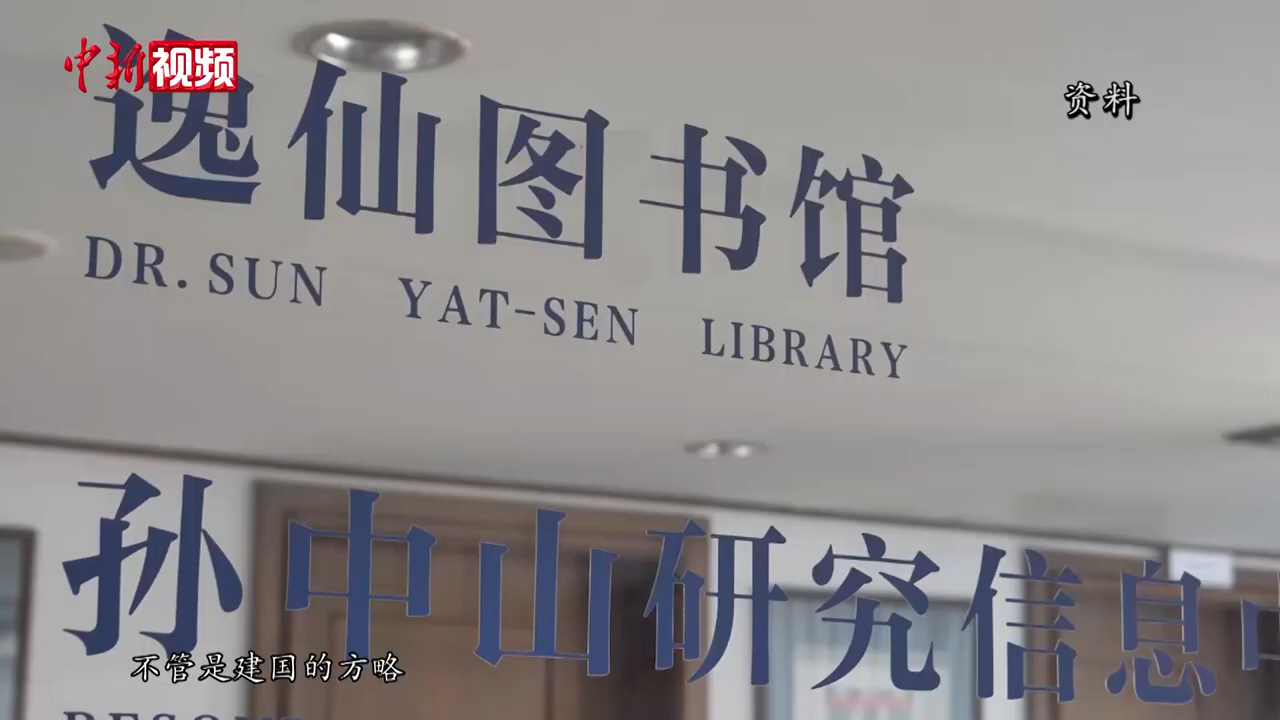 中新视频
资料
逸仙图书馆
DR. SUN YAT-SEN LIBRARY
孙中山研究信息中
不管是建国的方略